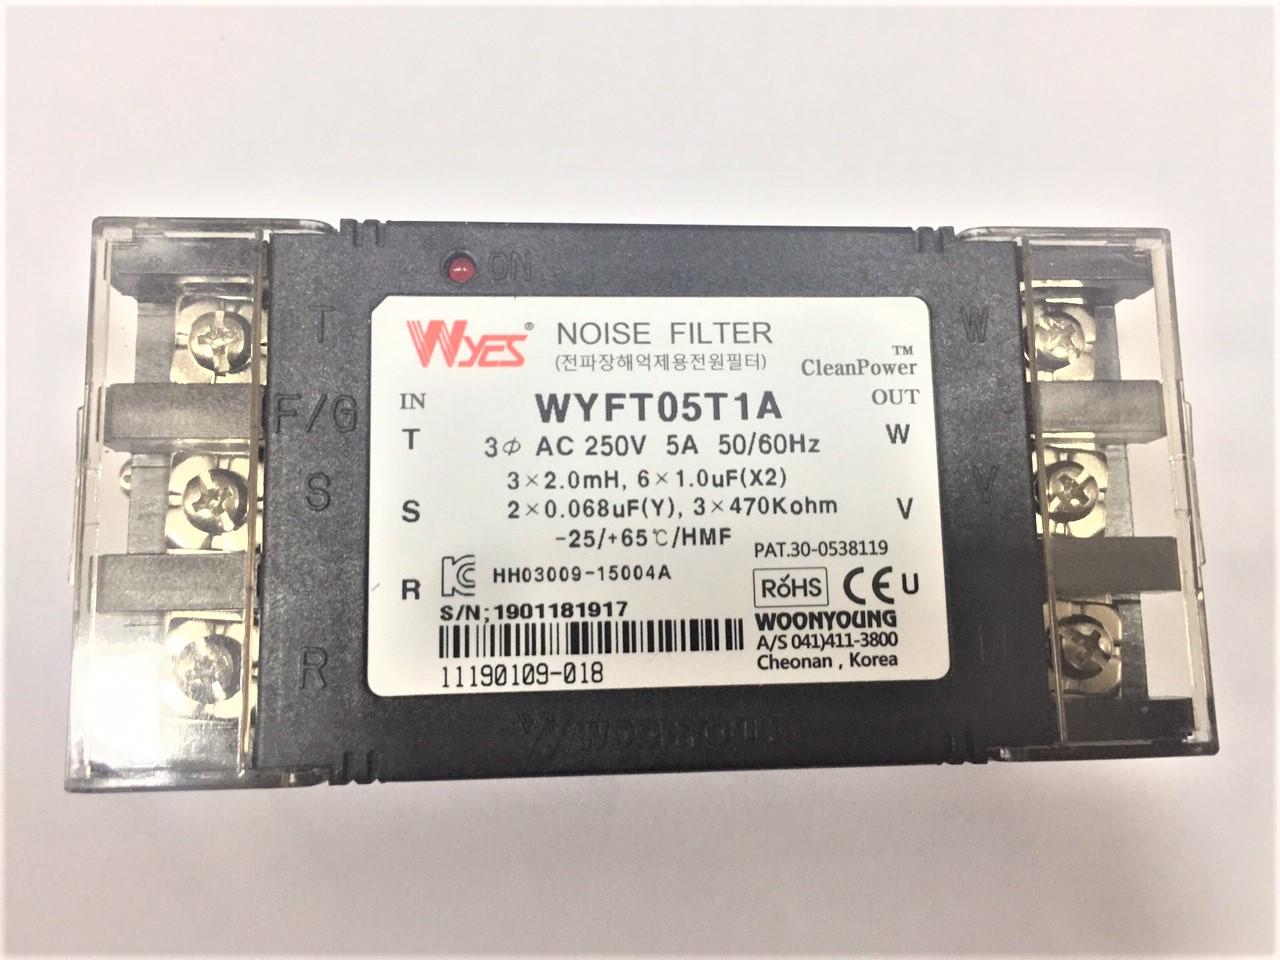 ON
WYES® NOISE FILTER
(전파장해억제용전원필터)
CleanPower™
IN WYFT05T1A OUT
T 3φ AC 250V 5A 50/60Hz W
3×2.0mH, 6×1.0uF(X2)
S 2×0.068uF(Y), 3×470Kohm V
-25/+65℃/HMF
PAT.30-0538119
R HH03009-15004A RoHS CE U
S/N;1901181917
WOONYOUNG
A/S 041)411-3800
11190109-018
Cheonan , Korea
T
F/G
S
R
W
V
U
WOONYOUNG